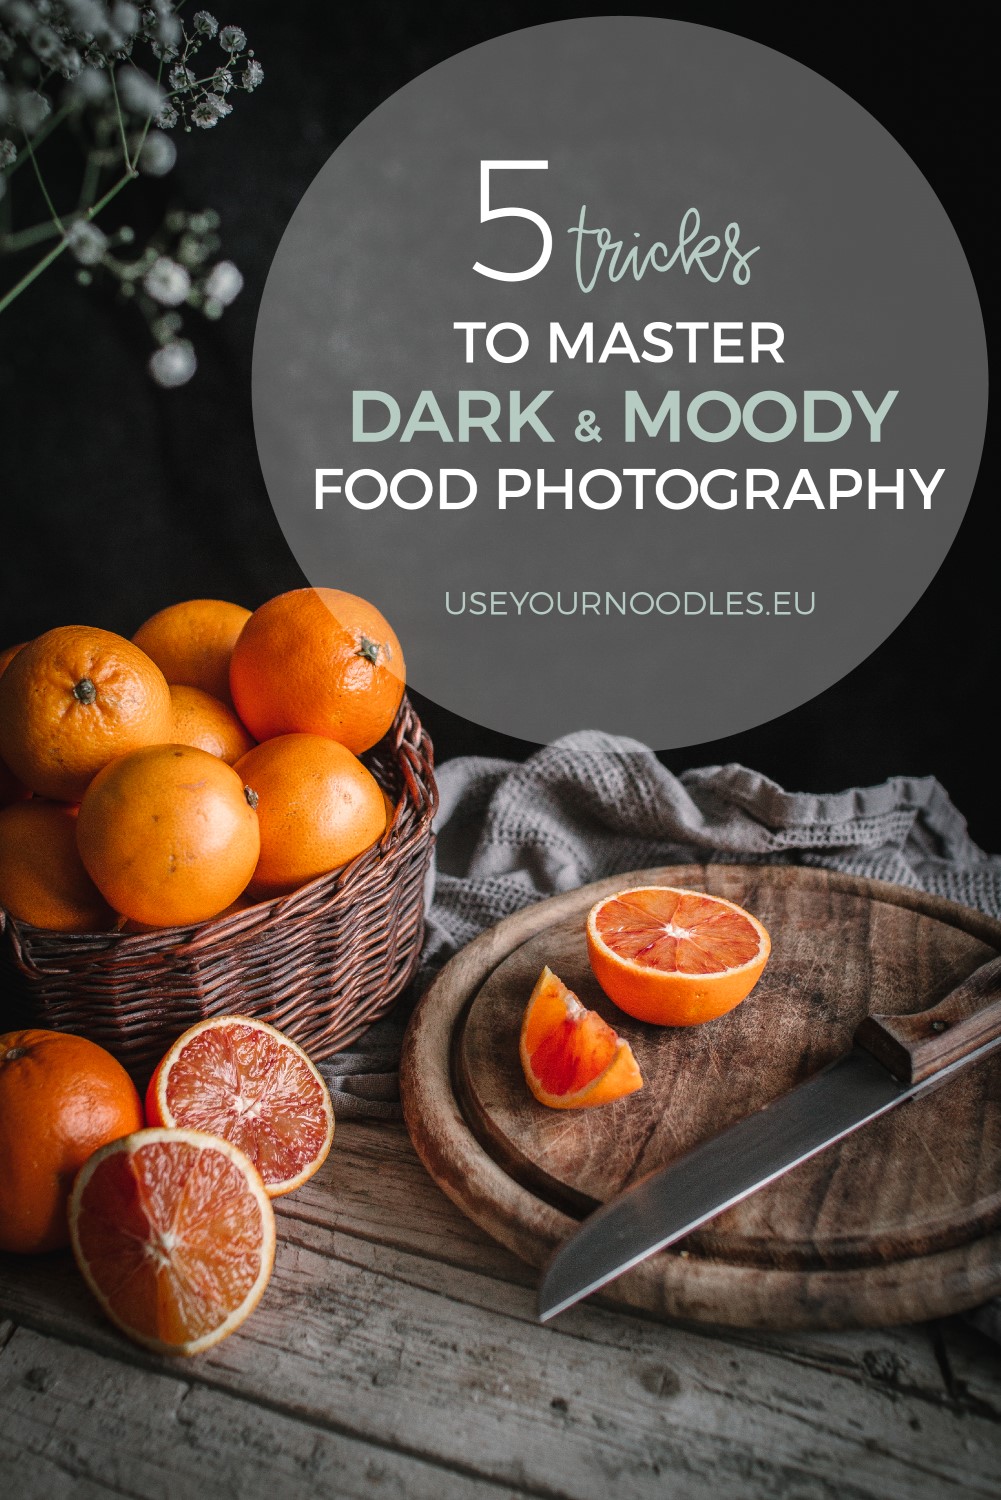 5 tricks
TO MASTER
DARK & MOODY
FOOD PHOTOGRAPHY
USEYOURNOODLES.EU